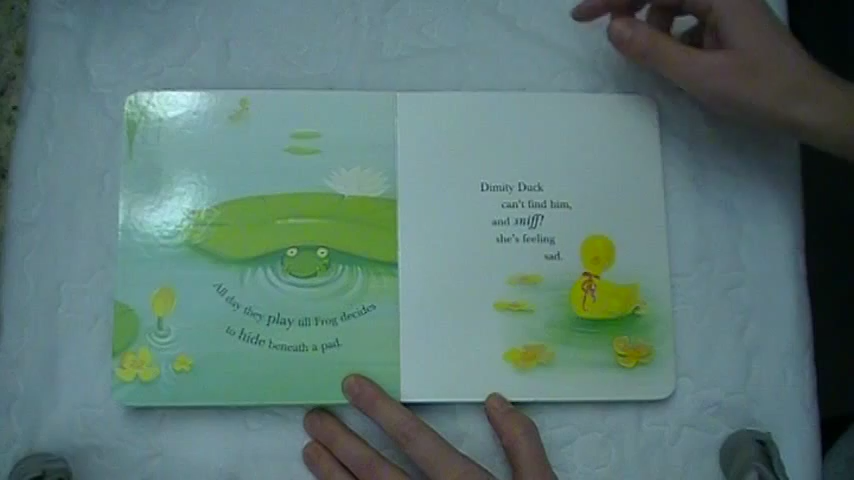 All day they play till Frog decides
to hide beneath a pad.
Dimity Duck
can't find him,
and sniff!
she's feeling
sad.